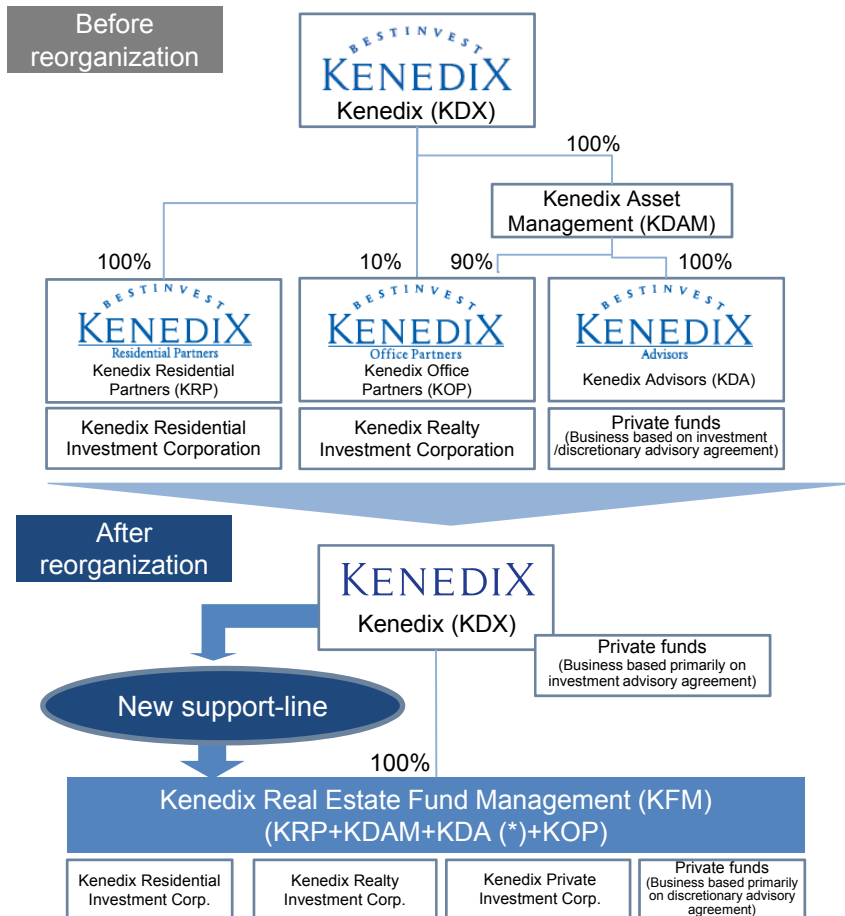 Before
reorganization
BESTINVEST
KENEDIX
Kenedix (KDX)
100%
Kenedix Asset
Management (KDAM)
100%
10%
90%
100%
BESTINVEST
KENEDIX
Residential Partners
Kenedix Residential
Partners (KRP)
BESTINVEST
KENEDIX
Office Partners
Kenedix Office
Partners (KOP)
BESTINVEST
KENEDIX
Advisors
Kenedix Advisors (KDA)
Kenedix Residential
Investment Corporation
Kenedix Realty
Investment Corporation
Private funds
(Business based on investment
/discretionary advisory agreement)
After
reorganization
KENEDIX
Kenedix (KDX)
Private funds
(Business based primarily on
investment advisory agreement)
New support-line
100%
Kenedix Real Estate Fund Management (KFM)
(KRP+KDAM+KDA (*)+KOP)
Kenedix Residential
Investment Corp.
Kenedix Realty
Investment Corp.
Kenedix Private
Investment Corp.
Private funds
(Business based primarily
on discretionary advisory
agreement)